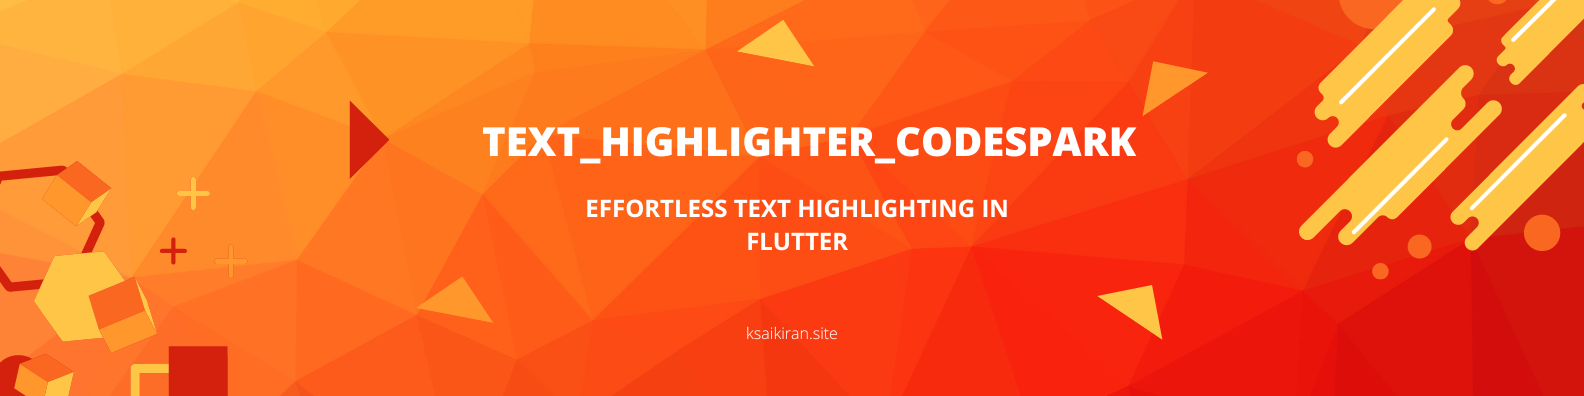 TEXT_HIGHLIGHTER_CODESPARK
EFFORTLESS TEXT HIGHLIGHTING IN
FLUTTER
ksaikiran.site